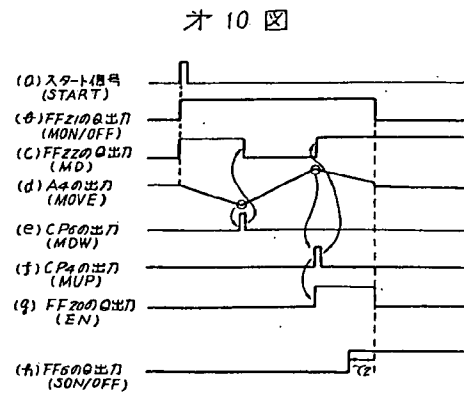 才 10 図
(a) スタート信号
(START)
(b) FF21のQ出力
(MON/OFF)
(c) FF22のQ出力
(MD)
(d) A4の出力
(MOVE)
(e) CP6の出力
(MDW)
(f) CP4の出力
(MUP)
(g) FF20のQ出力
(EN)
(h) FF6のQ出力
(SON/OFF)
τ2